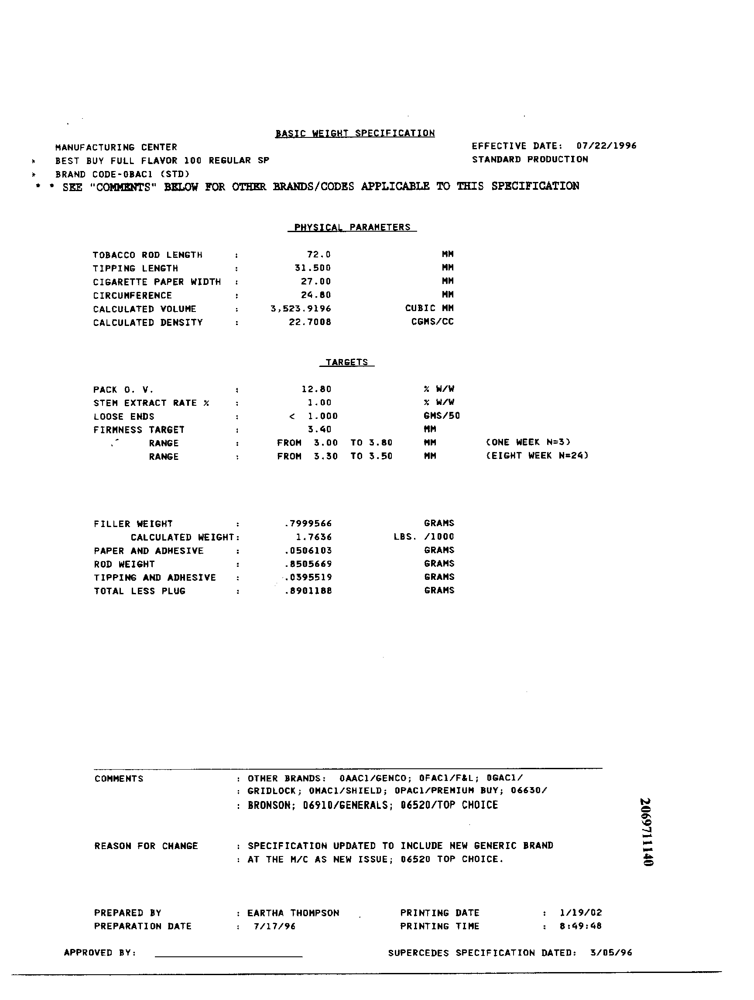 BASIC WEIGHT SPECIFICATION
MANUFACTURING CENTER EFFECTIVE DATE: 07/22/1996
BEST BUY FULL FLAVOR 100 REGULAR SP STANDARD PRODUCTION
BRAND CODE-0BAC1 (STD)
* * SEE "COMMENTS" BELOW FOR OTHER BRANDS/CODES APPLICABLE TO THIS SPECIFICATION
PHYSICAL PARAMETERS
TOBACCO ROD LENGTH : 72.0 MM
TIPPING LENGTH : 31.500 MM
CIGARETTE PAPER WIDTH : 27.00 MM
CIRCUMFERENCE : 24.80 MM
CALCULATED VOLUME : 3,523.9196 CUBIC MM
CALCULATED DENSITY : 22.7008 CGMS/CC
TARGETS
PACK O. V. : 12.80 % W/W
STEM EXTRACT RATE % : 1.00 % W/W
LOOSE ENDS : < 1.000 GMS/50
FIRMNESS TARGET : 3.40 MM
RANGE : FROM 3.00 TO 3.80 MM (ONE WEEK N=3)
RANGE : FROM 3.30 TO 3.50 MM (EIGHT WEEK N=24)
FILLER WEIGHT : .7999566 GRAMS
CALCULATED WEIGHT: 1.7636 LBS. /1000
PAPER AND ADHESIVE : .0506103 GRAMS
ROD WEIGHT : .8505669 GRAMS
TIPPING AND ADHESIVE : .0395519 GRAMS
TOTAL LESS PLUG : .8901188 GRAMS
COMMENTS : OTHER BRANDS: 0AAC1/GENCO; 0FAC1/F&L; 0GAC1/
: GRIDLOCK; 0MAC1/SHIELD; 0PAC1/PREMIUM BUY; 06630/
: BRONSON; 06910/GENERALS; 06520/TOP CHOICE
REASON FOR CHANGE : SPECIFICATION UPDATED TO INCLUDE NEW GENERIC BRAND
: AT THE M/C AS NEW ISSUE; 06520 TOP CHOICE.
2069711140
PREPARED BY : EARTHA THOMPSON PRINTING DATE : 1/19/02
PREPARATION DATE : 7/17/96 PRINTING TIME : 8:49:48
APPROVED BY: SUPERCEDES SPECIFICATION DATED: 3/05/96